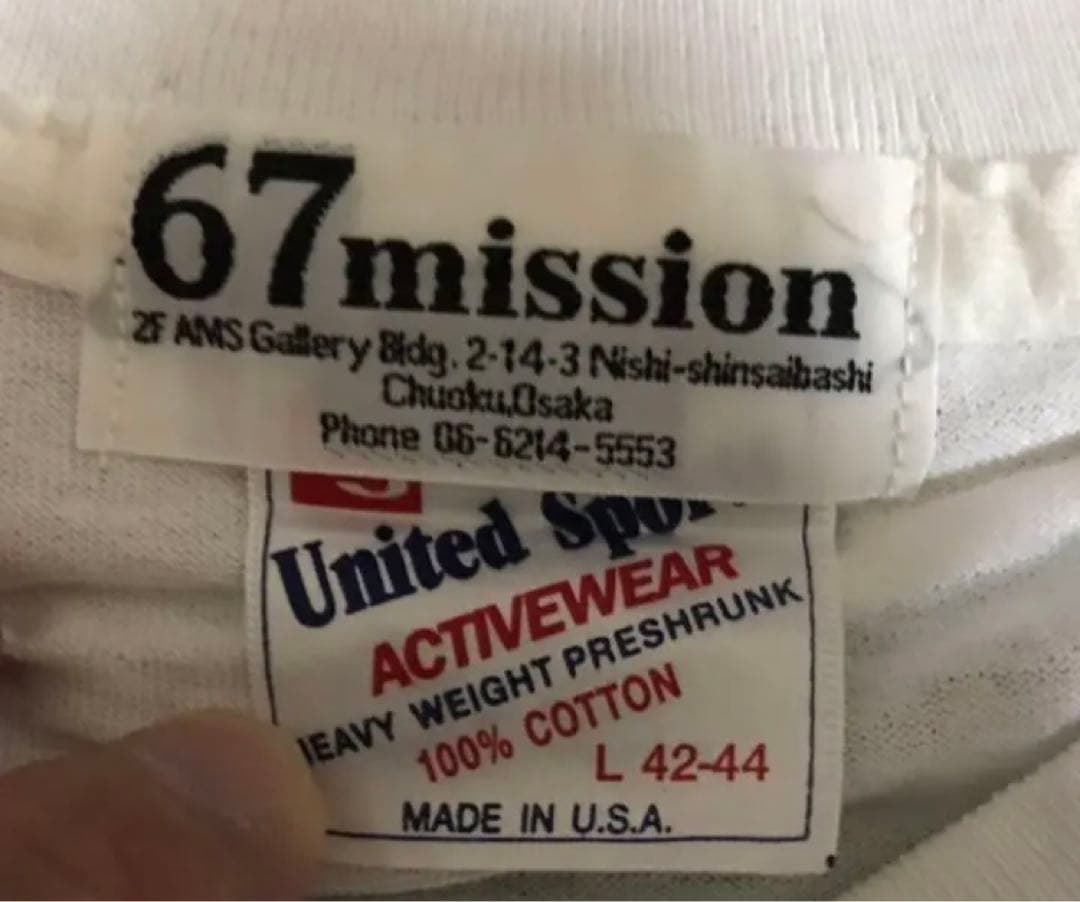 67mission
2F AMS Gallery Bldg. 2-14-3 Nishi-shinsaibashi
Chuoku,Osaka
Phone 06-6214-5553
United
ACTIVEWEAR
HEAVY WEIGHT PRESHRUNK
100% COTTON
L 42-44
MADE IN U.S.A.